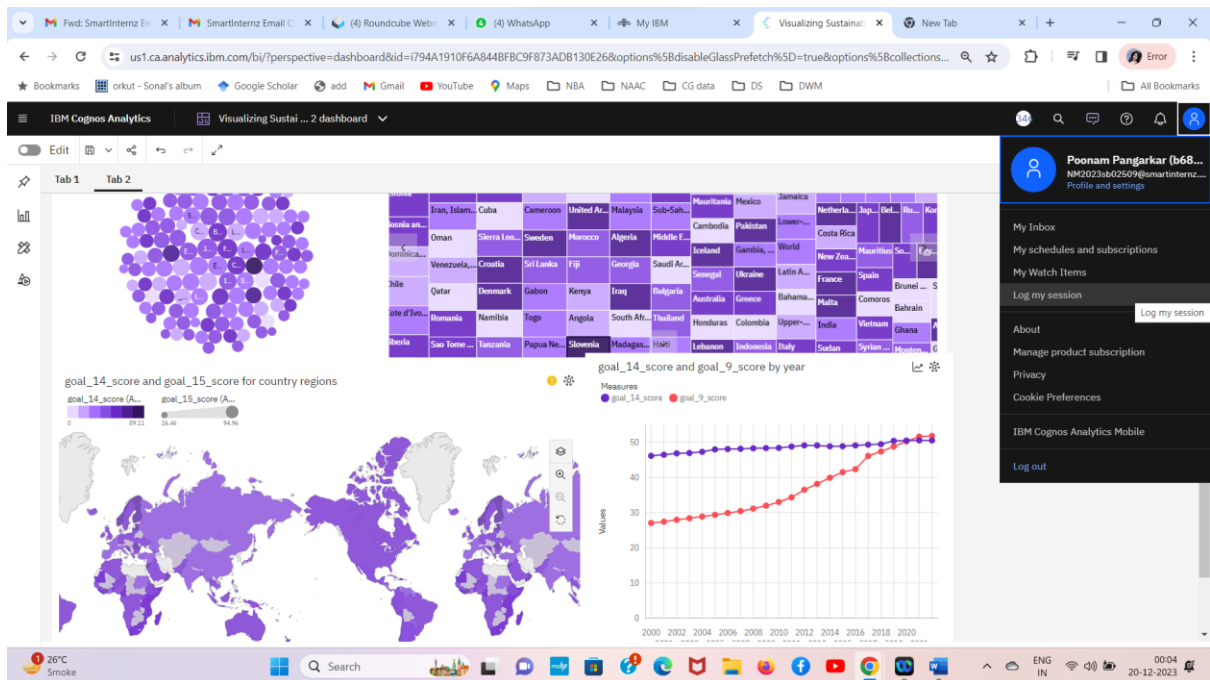 Fwd: SmartInternz En
SmartInternz Email C
(4) Roundcube Webm
(4) WhatsApp
My IBM
Visualizing Sustainab
New Tab
us1.ca.analytics.ibm.com/bi/?perspective=dashboard&id=i794A1910F6A844BFBC9F873ADB130E26&options%5BdisableGlassPrefetch%5D=true&options%5Bcollections...
Error
Bookmarks
orkut - Sonal's album
Google Scholar
add
Gmail
YouTube
Maps
NBA
NAAC
CG data
DS
DWM
All Bookmarks
IBM Cognos Analytics
Visualizing Sustai ... 2 dashboard
Edit
Tab 1 Tab 2
Poonam Pangarkar (b68...
NM2023sb02509@smartinternz....
Profile and settings
My Inbox
My schedules and subscriptions
My Watch Items
Log my session
Log my session
About
Manage product subscription
Privacy
Cookie Preferences
IBM Cognos Analytics Mobile
Log out
Mauritania Mexico Jamaica
Iran, Islam... Cuba Cameroon United Ar... Malaysia Sub-Sah... Netherla... Jap... Bel... Ru... Kor
Cambodia Pakistan Lower-... Costa Rica
Oman Sierra Leo... Sweden Morocco Algeria Middle E...
Iceland Gambia, ... World New Zea... Mauritius So... Egy...
Venezuela,... Croatia Sri Lanka Fiji Georgia Saudi Ar...
Senegal Ukraine Latin A... France Spain
Qatar Denmark Gabon Kenya Iraq Bulgaria Brunei ... S
Australia Greece Bahama... Malta Comoros Bahrain
Romania Namibia Togo Angola South Afr... Thailand
Honduras Colombia Upper-... India Vietnam Ghana
Sao Tome ... Tanzania Papua Ne... Slovenia Madagas... Haiti Lebanon Indonesia Italy Sudan Syrian ... Monten...
goal_14_score and goal_15_score for country regions
goal_14_score (A... goal_15_score (A...
0 89.11 26.46 94.96
goal_14_score and goal_9_score by year
Measures
goal_14_score goal_9_score
Values
50
40
30
20
10
0
2000 2002 2004 2006 2008 2010 2012 2014 2016 2018 2020
1
26°C
Smoke
Search
ENG
IN
00:04
20-12-2023